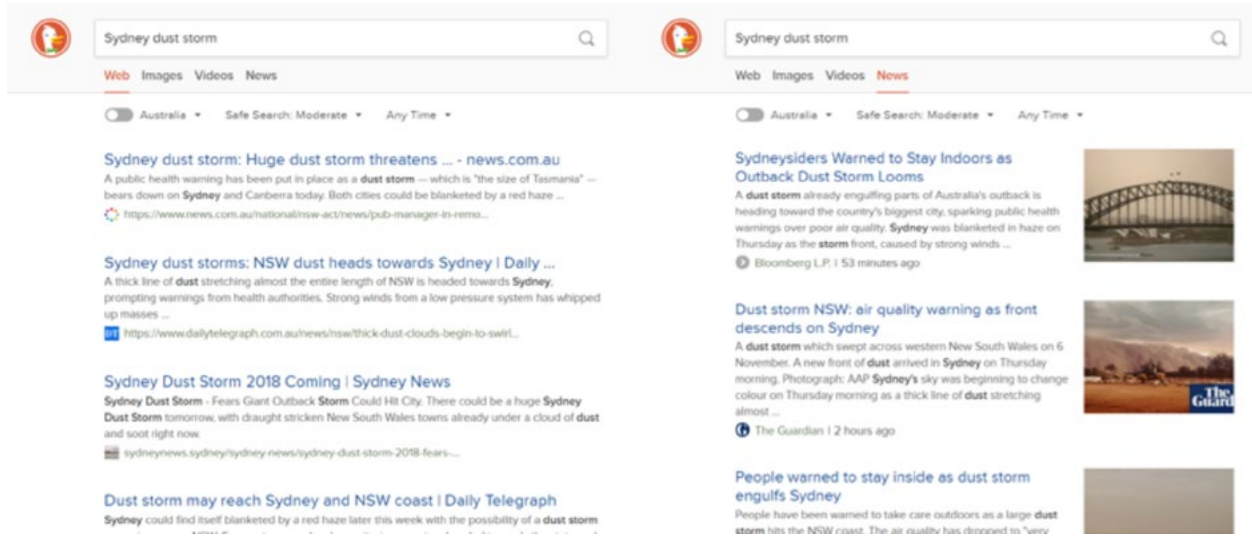 Sydney dust storm
Web Images Videos News
Australia Safe Search: Moderate Any Time
Sydney dust storm: Huge dust storm threatens ... - news.com.au
A public health warning has been put in place as a dust storm — which is "the size of Tasmania" —
bears down on Sydney and Canberra today. Both cities could be blanketed by a red haze ...
https://www.news.com.au/national/nsw-act/news/pub-manager-in-remo...
Sydney dust storms: NSW dust heads towards Sydney | Daily ...
A thick line of dust stretching almost the entire length of NSW is headed towards Sydney,
prompting warnings from health authorities. Strong winds from a low pressure system has whipped
up masses ...
DT https://www.dailytelegraph.com.au/news/nsw/thick-dust-clouds-begin-to-swirl...
Sydney Dust Storm 2018 Coming | Sydney News
Sydney Dust Storm - Fears Giant Outback Storm Could Hit City. There could be a huge Sydney
Dust Storm tomorrow, with draught stricken New South Wales towns already under a cloud of dust
and soot right now.
sydneynews.sydney/sydney-news/sydney-dust-storm-2018-fears-...
Dust storm may reach Sydney and NSW coast | Daily Telegraph
Sydney could find itself blanketed by a red haze later this week with the possibility of a dust storm
Sydney dust storm
Web Images Videos News
Australia Safe Search: Moderate Any Time
Sydneysiders Warned to Stay Indoors as
Outback Dust Storm Looms
A dust storm already engulfing parts of Australia's outback is
heading toward the country's biggest city, sparking public health
warnings over poor air quality. Sydney was blanketed in haze on
Thursday as the storm front, caused by strong winds ...
Bloomberg L.P. | 53 minutes ago
Dust storm NSW: air quality warning as front
descends on Sydney
A dust storm which swept across western New South Wales on 6
November. A new front of dust arrived in Sydney on Thursday
morning. Photograph: AAP Sydney's sky was beginning to change
colour on Thursday morning as a thick line of dust stretching
almost ...
The Guardian | 2 hours ago
The
Guard
People warned to stay inside as dust storm
engulfs Sydney
People have been warned to take care outdoors as a large dust
storm hits the NSW coast. The air quality has dropped to "very